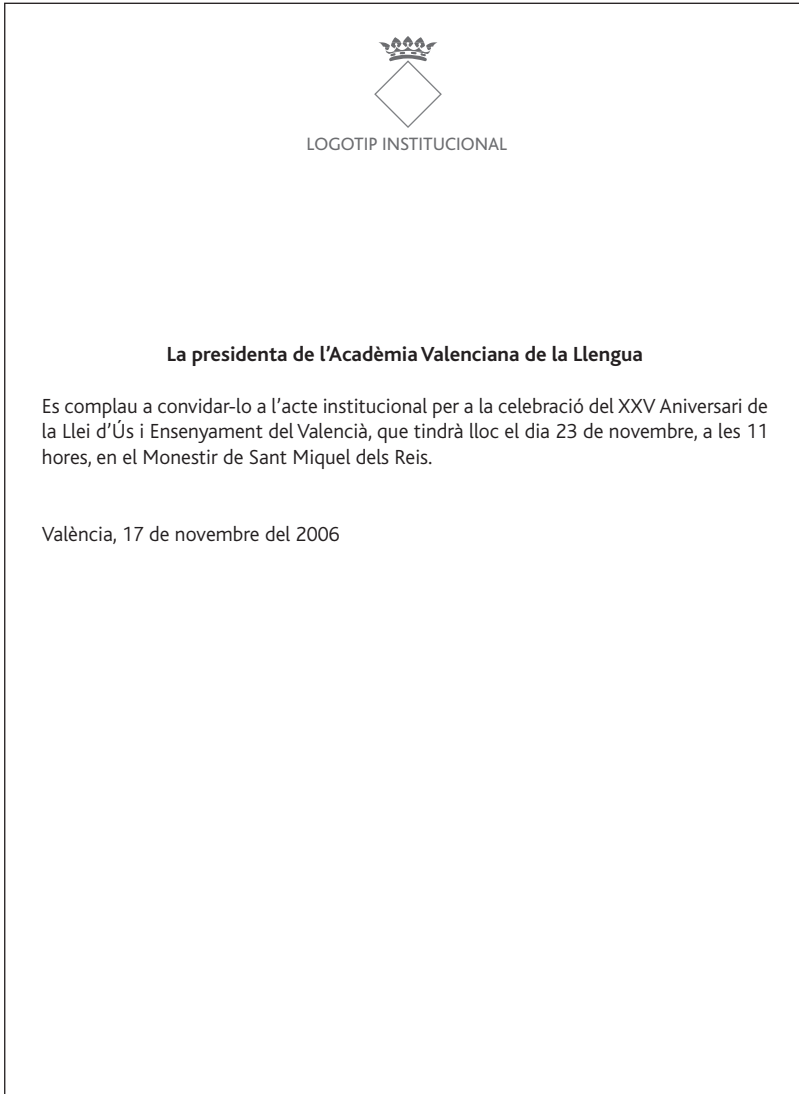 LOGOTIP INSTITUCIONAL
La presidenta de l’Acadèmia Valenciana de la Llengua
Es complau a convidar-lo a l’acte institucional per a la celebració del XXV Aniversari de
la Llei d’Ús i Ensenyament del Valencià, que tindrà lloc el dia 23 de novembre, a les 11
hores, en el Monestir de Sant Miquel dels Reis.
València, 17 de novembre del 2006